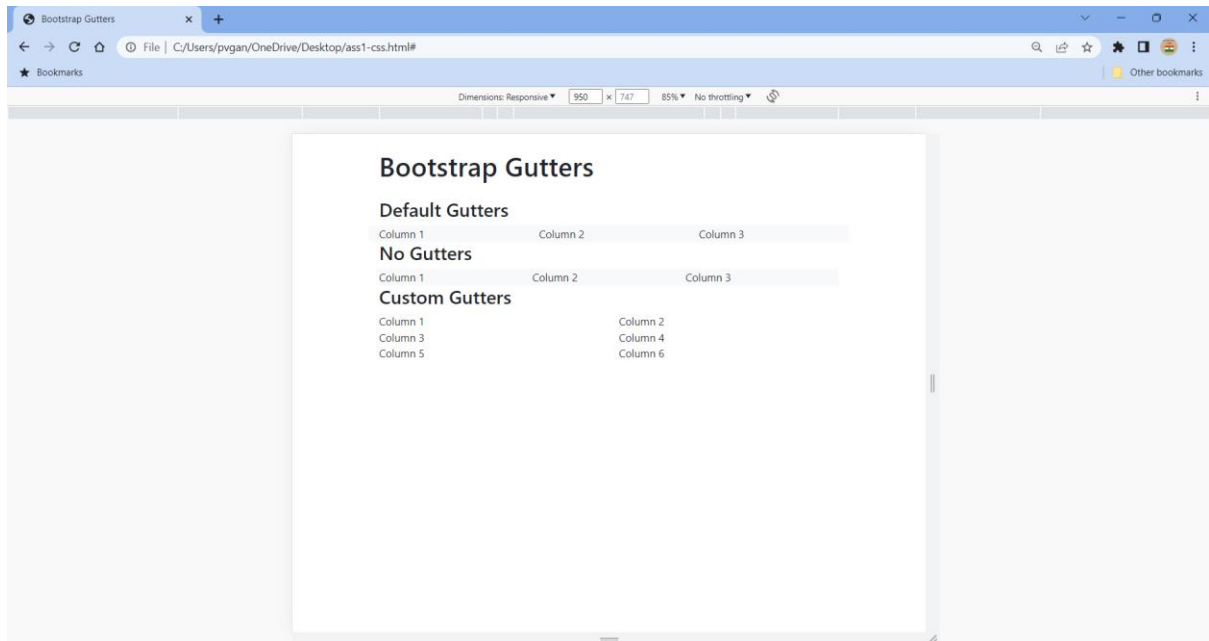 Bootstrap Gutters
File | C:/Users/pvgan/OneDrive/Desktop/ass1-css.html#
Bookmarks Other bookmarks
Dimensions: Responsive 950 × 747 85% No throttling
Bootstrap Gutters
Default Gutters
Column 1 Column 2 Column 3
No Gutters
Column 1 Column 2 Column 3
Custom Gutters
Column 1 Column 2
Column 3 Column 4
Column 5 Column 6